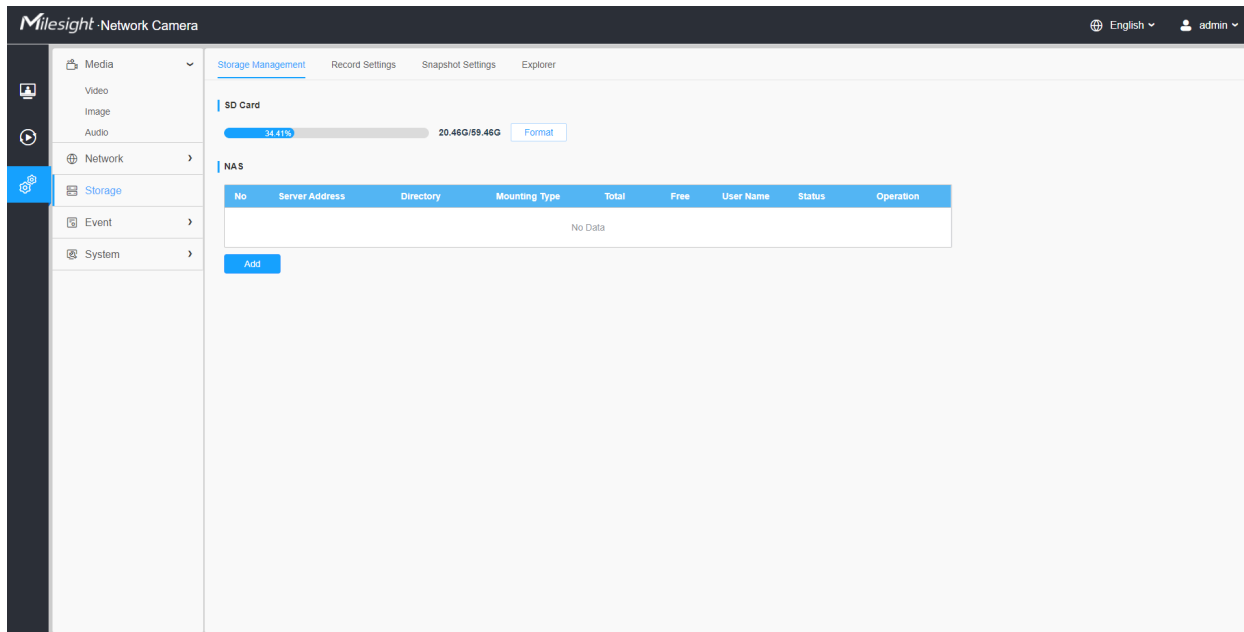 Milesight ·Network Camera
English
admin
Media
Video
Image
Audio
Network
Storage
Event
System
Storage Management Record Settings Snapshot Settings Explorer
SD Card
34.41% 20.46G/59.46G Format
NAS
No Server Address Directory Mounting Type Total Free User Name Status Operation
No Data
Add